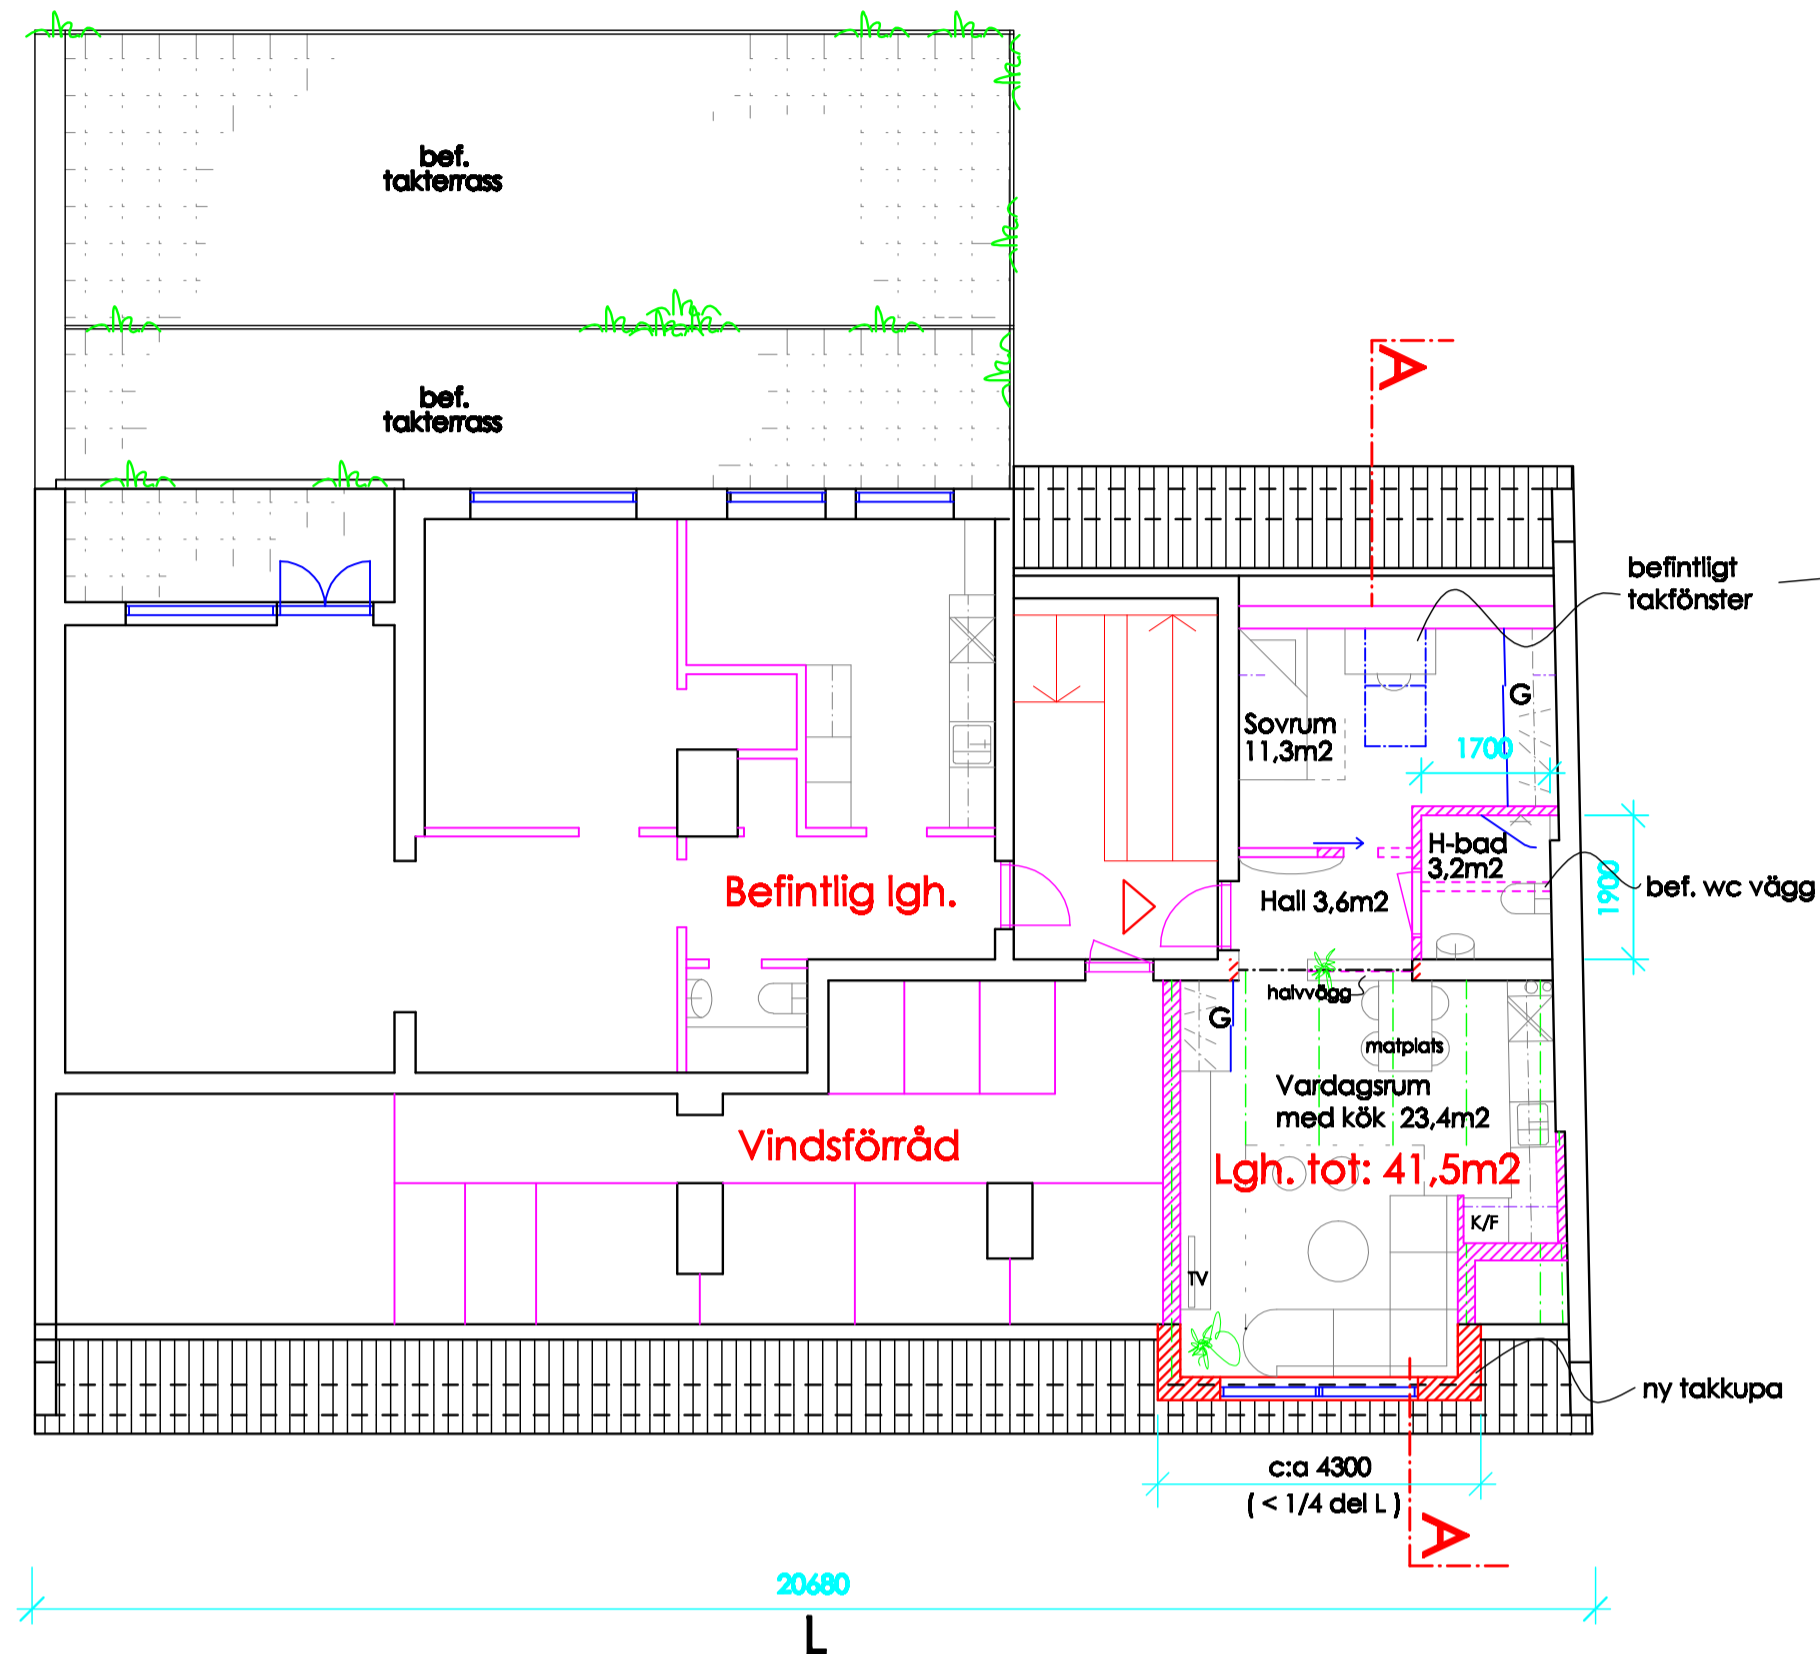 bef.
takterrass
bef.
takterrass
A
befintligt
takfönster
G
Sovrum
11,3m2
1700
H-bad
3,2m2
1900
bef. wc vägg
Befintlig lgh.
Hall 3,6m2
halvvägg
G
matplats
Vardagsrum
med kök 23,4m2
Vindsförråd
Lgh. tot: 41,5m2
K/F
TV
ny takkupa
c:a 4300
( < 1/4 del L )
A
20680
L